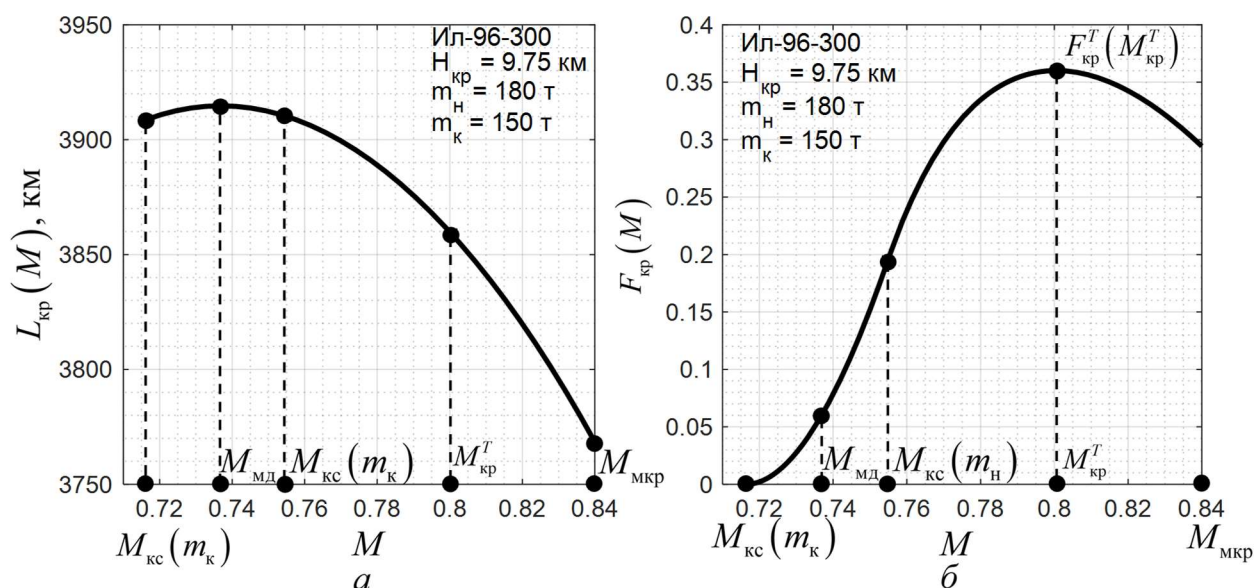 3950
3900
3850
3800
3750
L_кр (M), км
Ил-96-300
H_кр = 9.75 км
m_н = 180 т
m_к = 150 т
M_мд
M_кс (m_к)
M_кр^T
M_мкр
0.72 0.74 0.76 0.78 0.8 0.82 0.84
M_кс (m_к)
M
а
0.4
0.35
0.3
0.25
0.2
0.15
0.1
0.05
0
F_кр (M)
Ил-96-300
H_кр = 9.75 км
m_н = 180 т
m_к = 150 т
F_кр^T (M_кр^T)
M_мд
M_кс (m_н)
M_кр^T
0.72 0.74 0.76 0.78 0.8 0.82 0.84
M_кс (m_к)
M
M_мкр
б